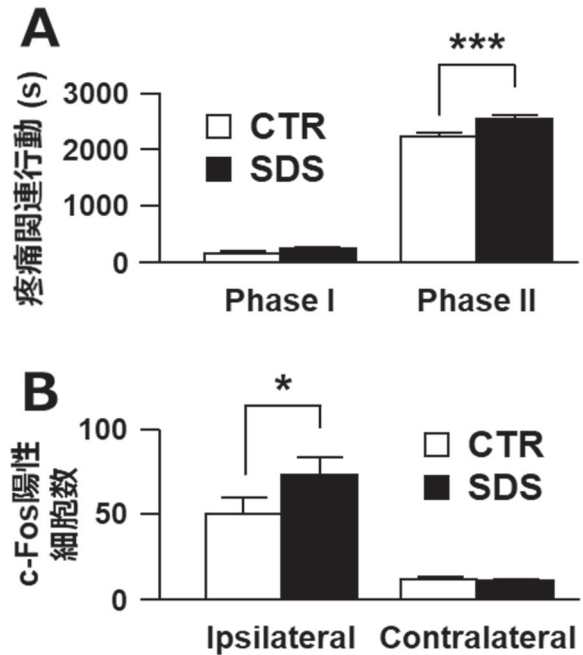 A
***
疼痛関連行動 (s)
3000
2000
1000
0
CTR
SDS
Phase I
Phase II
B
*
c-Fos陽性
細胞数
100
50
0
CTR
SDS
Ipsilateral
Contralateral